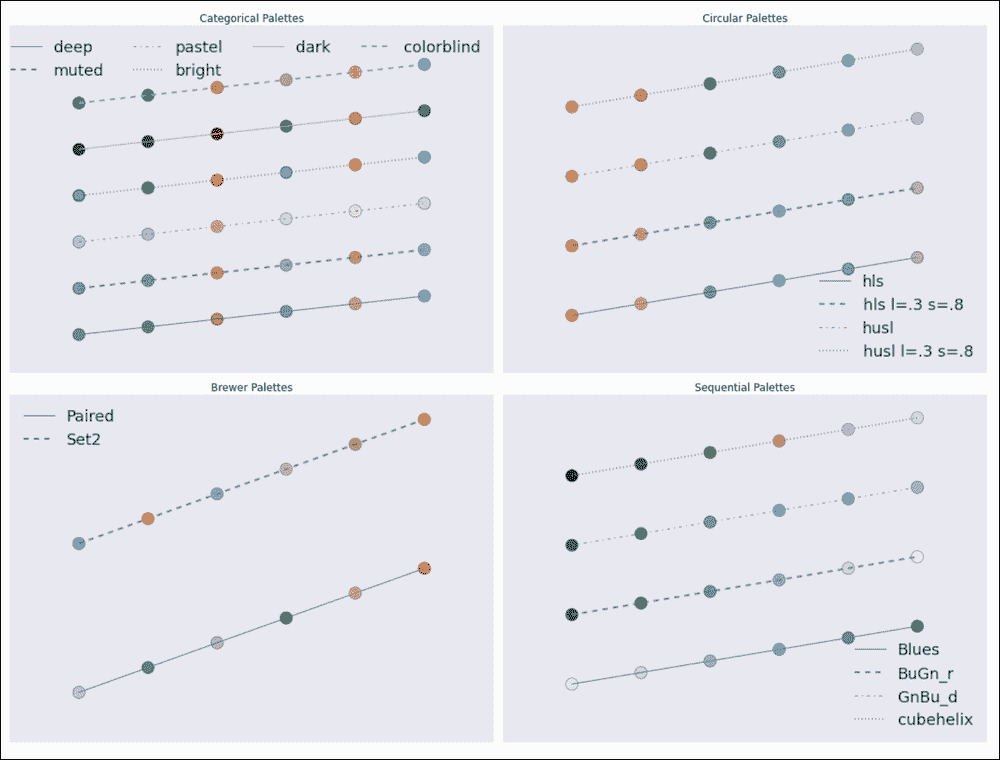 Categorical Palettes
deep pastel dark colorblind
muted bright
Circular Palettes
hls
hls l=.3 s=.8
husl
husl l=.3 s=.8
Brewer Palettes
Paired
Set2
Sequential Palettes
Blues
BuGn_r
GnBu_d
cubehelix